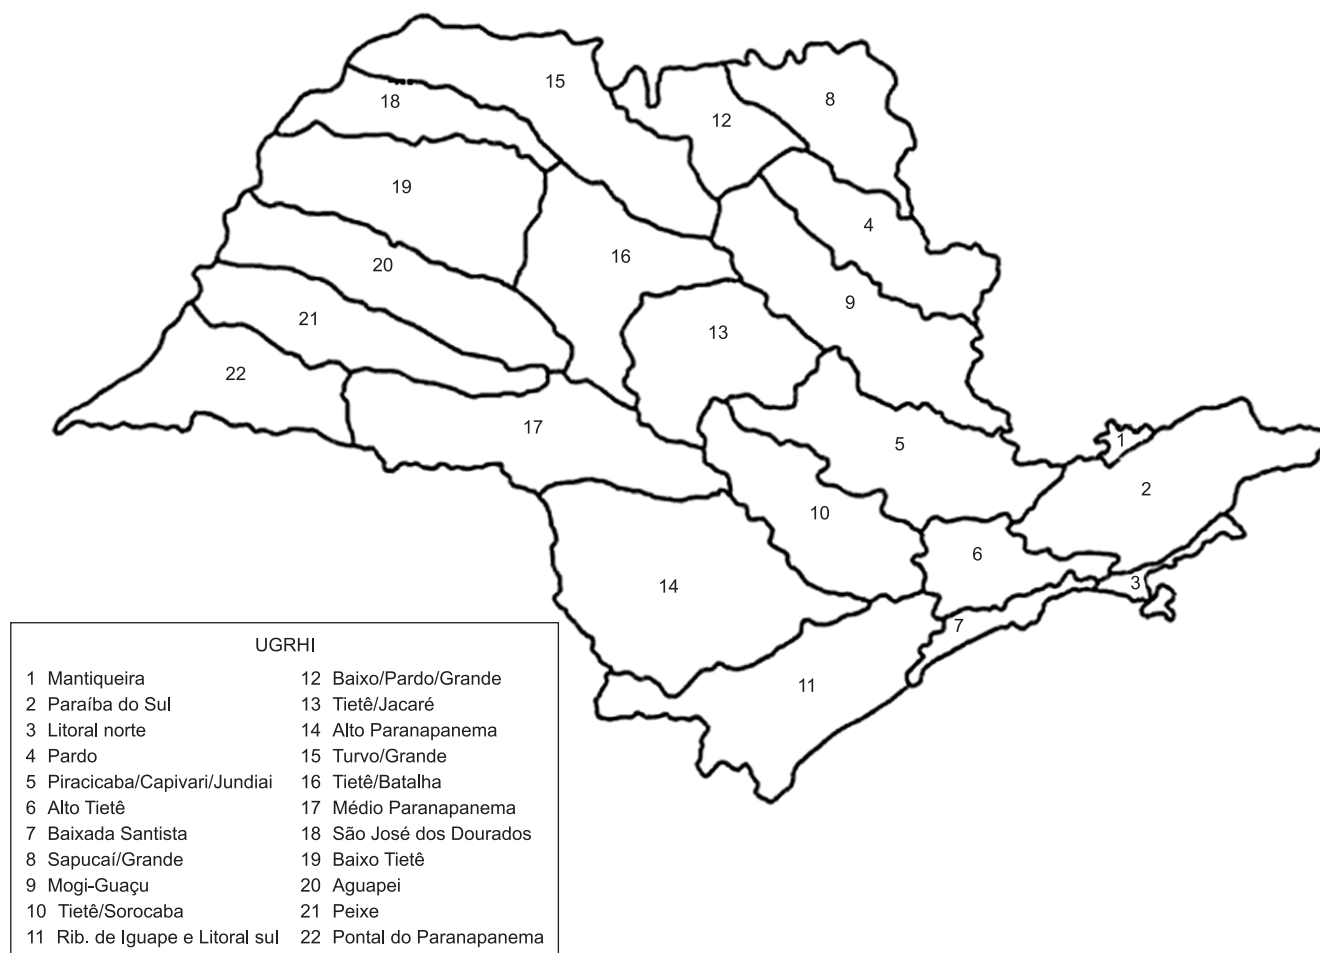 15
18
8
12
19
4
16
20
9
21
13
22
17
5
1
2
10
6
3
14
7
11
UGRHI
1 Mantiqueira
2 Paraíba do Sul
3 Litoral norte
4 Pardo
5 Piracicaba/Capivari/Jundiai
6 Alto Tietê
7 Baixada Santista
8 Sapucaí/Grande
9 Mogi-Guaçu
10 Tietê/Sorocaba
11 Rib. de Iguape e Litoral sul
12 Baixo/Pardo/Grande
13 Tietê/Jacaré
14 Alto Paranapanema
15 Turvo/Grande
16 Tietê/Batalha
17 Médio Paranapanema
18 São José dos Dourados
19 Baixo Tietê
20 Aguapei
21 Peixe
22 Pontal do Paranapanema